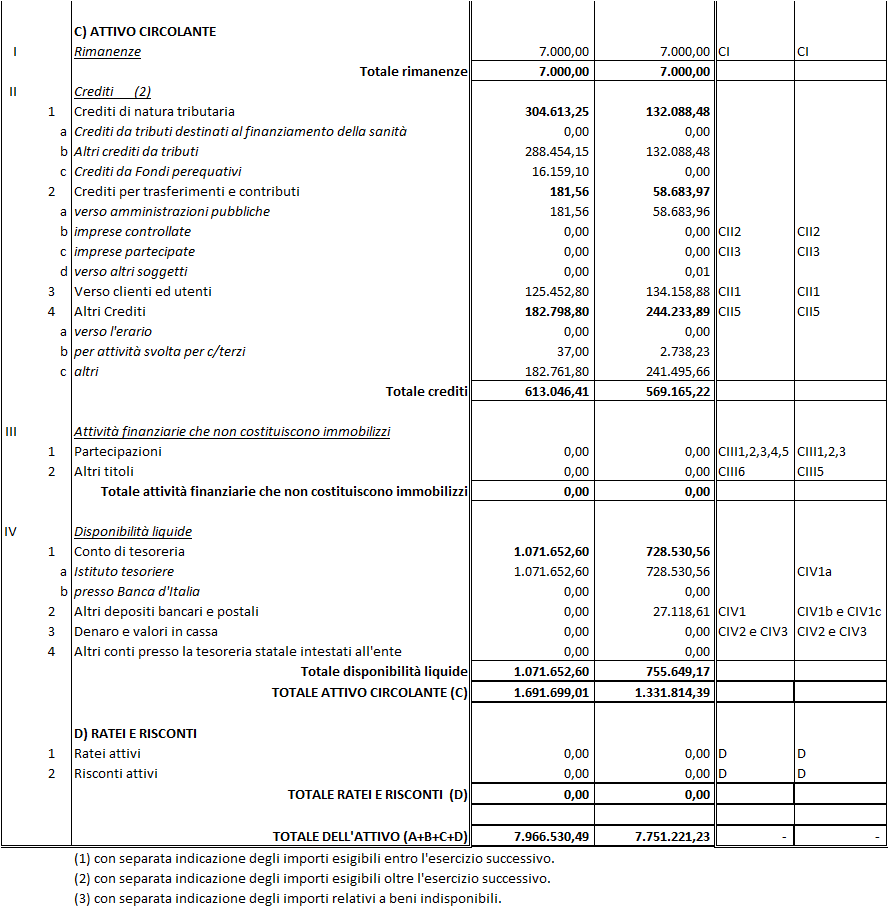 C) ATTIVO CIRCOLANTE
I Rimanenze 7.000,00 7.000,00 CI CI
Totale rimanenze 7.000,00 7.000,00
II Crediti (2)
1 Crediti di natura tributaria 304.613,25 132.088,48
a Crediti da tributi destinati al finanziamento della sanità 0,00 0,00
b Altri crediti da tributi 288.454,15 132.088,48
c Crediti da Fondi perequativi 16.159,10 0,00
2 Crediti per trasferimenti e contributi 181,56 58.683,97
a verso amministrazioni pubbliche 181,56 58.683,96
b imprese controllate 0,00 0,00 CII2 CII2
c imprese partecipate 0,00 0,00 CII3 CII3
d verso altri soggetti 0,00 0,01
3 Verso clienti ed utenti 125.452,80 134.158,88 CII1 CII1
4 Altri Crediti 182.798,80 244.233,89 CII5 CII5
a verso l'erario 0,00 0,00
b per attività svolta per c/terzi 37,00 2.738,23
c altri 182.761,80 241.495,66
Totale crediti 613.046,41 569.165,22
III Attività finanziarie che non costituiscono immobilizzi
1 Partecipazioni 0,00 0,00 CIII1,2,3,4,5 CIII1,2,3
2 Altri titoli 0,00 0,00 CIII6 CIII5
Totale attività finanziarie che non costituiscono immobilizzi 0,00 0,00
IV Disponibilità liquide
1 Conto di tesoreria 1.071.652,60 728.530,56
a Istituto tesoriere 1.071.652,60 728.530,56 CIV1a
b presso Banca d'Italia 0,00 0,00
2 Altri depositi bancari e postali 0,00 27.118,61 CIV1 CIV1b e CIV1c
3 Denaro e valori in cassa 0,00 0,00 CIV2 e CIV3 CIV2 e CIV3
4 Altri conti presso la tesoreria statale intestati all'ente 0,00 0,00
Totale disponibilità liquide 1.071.652,60 755.649,17
TOTALE ATTIVO CIRCOLANTE (C) 1.691.699,01 1.331.814,39
D) RATEI E RISCONTI
1 Ratei attivi 0,00 0,00 D D
2 Risconti attivi 0,00 0,00 D D
TOTALE RATEI E RISCONTI (D) 0,00 0,00
TOTALE DELL'ATTIVO (A+B+C+D) 7.966.530,49 7.751.221,23 - -
(1) con separata indicazione degli importi esigibili entro l'esercizio successivo.
(2) con separata indicazione degli importi esigibili oltre l'esercizio successivo.
(3) con separata indicazione degli importi relativi a beni indisponibili.